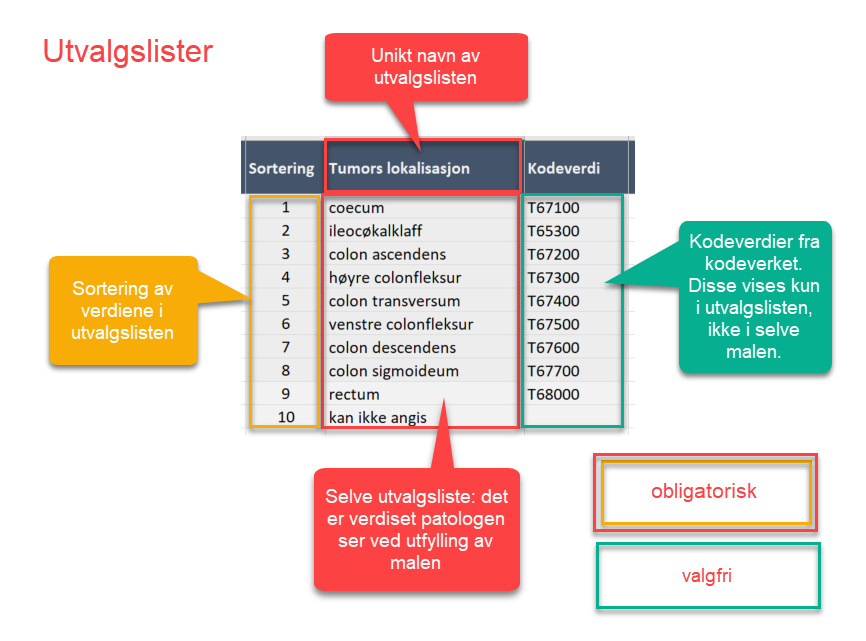 Utvalgslister
Unikt navn av
utvalgslisten
Sortering Tumors lokalisasjon Kodeverdi
1 coecum T67100
2 ileocøkalklaff T65300
3 colon ascendens T67200
4 høyre colonfleksur T67300
5 colon transversum T67400
6 venstre colonfleksur T67500
7 colon descendens T67600
8 colon sigmoideum T67700
9 rectum T68000
10 kan ikke angis
Sortering av
verdiene i
utvalgslisten
Kodeverdier fra
kodeverket.
Disse vises kun
i utvalgslisten,
ikke i selve
malen.
Selve utvalgsliste: det
er verdiset patologen
ser ved utfylling av
malen
obligatorisk
valgfri